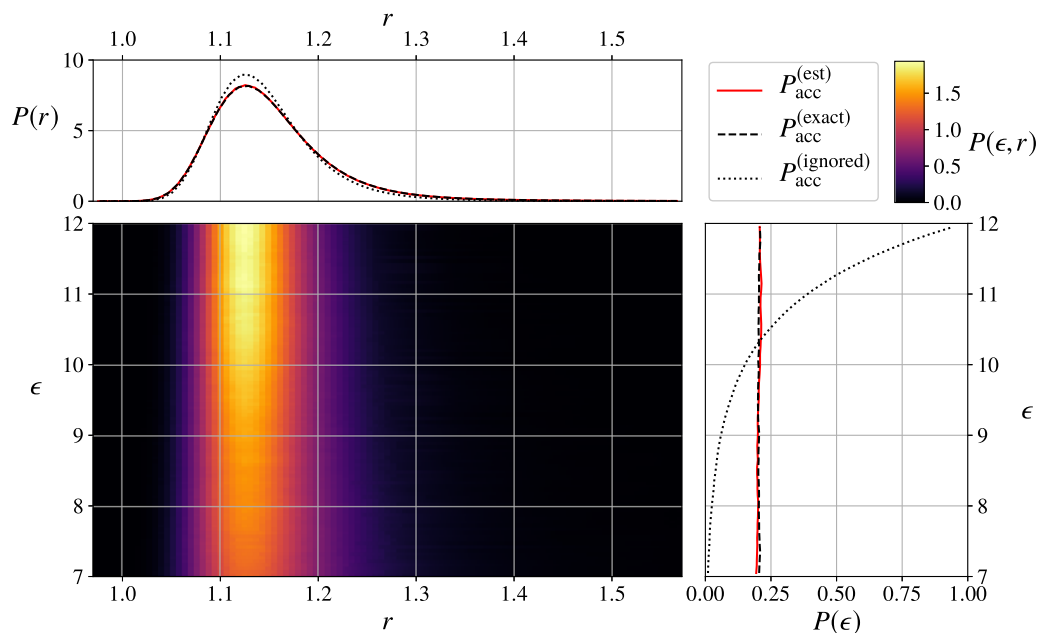 r
1.0 1.1 1.2 1.3 1.4 1.5
10
5
0
P(r)
P_acc^(est)
P_acc^(exact)
P_acc^(ignored)
1.5
1.0
0.5
0.0
P(ϵ, r)
12
11
10
9
8
7
ϵ
1.0 1.1 1.2 1.3 1.4 1.5
r
12
11
10
9
8
7
ϵ
0.00 0.25 0.50 0.75 1.00
P(ϵ)